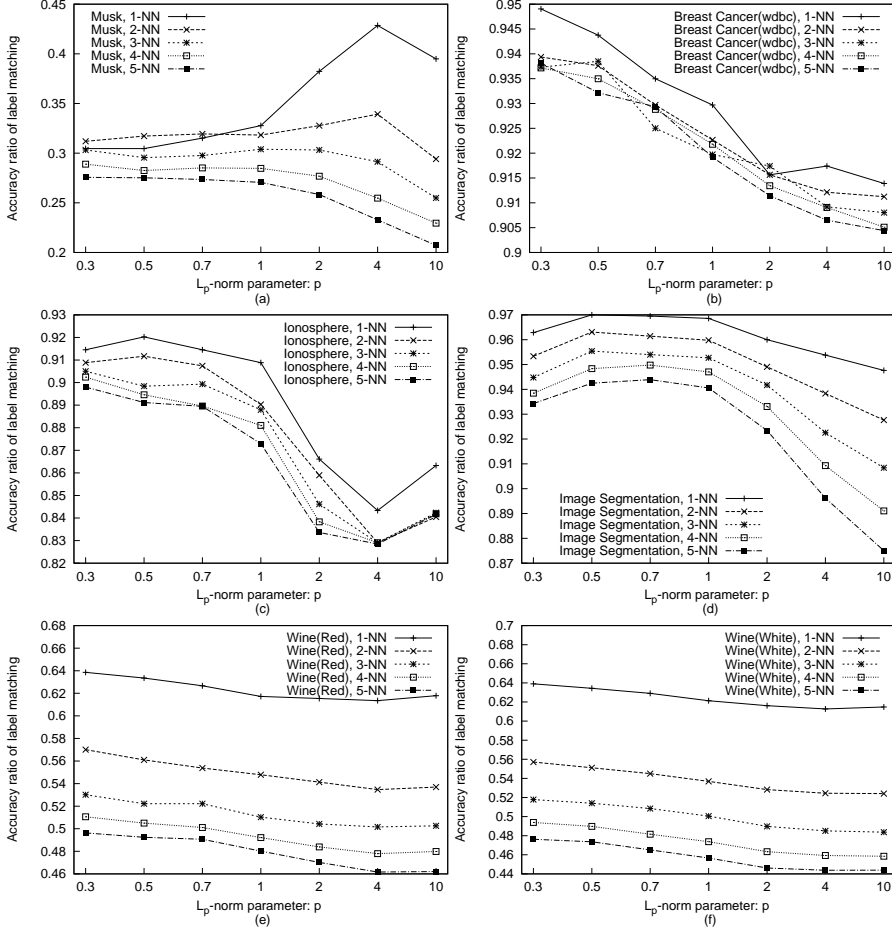 Accuracy ratio of label matching
0.45
0.4
0.35
0.3
0.25
0.2
Musk, 1-NN
Musk, 2-NN
Musk, 3-NN
Musk, 4-NN
Musk, 5-NN
0.3 0.5 0.7 1 2 4 10
Lp-norm parameter: p
(a)
Accuracy ratio of label matching
0.95
0.945
0.94
0.935
0.93
0.925
0.92
0.915
0.91
0.905
0.9
Breast Cancer(wdbc), 1-NN
Breast Cancer(wdbc), 2-NN
Breast Cancer(wdbc), 3-NN
Breast Cancer(wdbc), 4-NN
Breast Cancer(wdbc), 5-NN
0.3 0.5 0.7 1 2 4 10
Lp-norm parameter: p
(b)
Accuracy ratio of label matching
0.93
0.92
0.91
0.9
0.89
0.88
0.87
0.86
0.85
0.84
0.83
0.82
Ionosphere, 1-NN
Ionosphere, 2-NN
Ionosphere, 3-NN
Ionosphere, 4-NN
Ionosphere, 5-NN
0.3 0.5 0.7 1 2 4 10
Lp-norm parameter: p
(c)
Accuracy ratio of label matching
0.97
0.96
0.95
0.94
0.93
0.92
0.91
0.9
0.89
0.88
0.87
Image Segmentation, 1-NN
Image Segmentation, 2-NN
Image Segmentation, 3-NN
Image Segmentation, 4-NN
Image Segmentation, 5-NN
0.3 0.5 0.7 1 2 4 10
Lp-norm parameter: p
(d)
Accuracy ratio of label matching
0.68
0.66
0.64
0.62
0.6
0.58
0.56
0.54
0.52
0.5
0.48
0.46
Wine(Red), 1-NN
Wine(Red), 2-NN
Wine(Red), 3-NN
Wine(Red), 4-NN
Wine(Red), 5-NN
0.3 0.5 0.7 1 2 4 10
Lp-norm parameter: p
(e)
Accuracy ratio of label matching
0.7
0.68
0.66
0.64
0.62
0.6
0.58
0.56
0.54
0.52
0.5
0.48
0.46
0.44
Wine(White), 1-NN
Wine(White), 2-NN
Wine(White), 3-NN
Wine(White), 4-NN
Wine(White), 5-NN
0.3 0.5 0.7 1 2 4 10
Lp-norm parameter: p
(f)